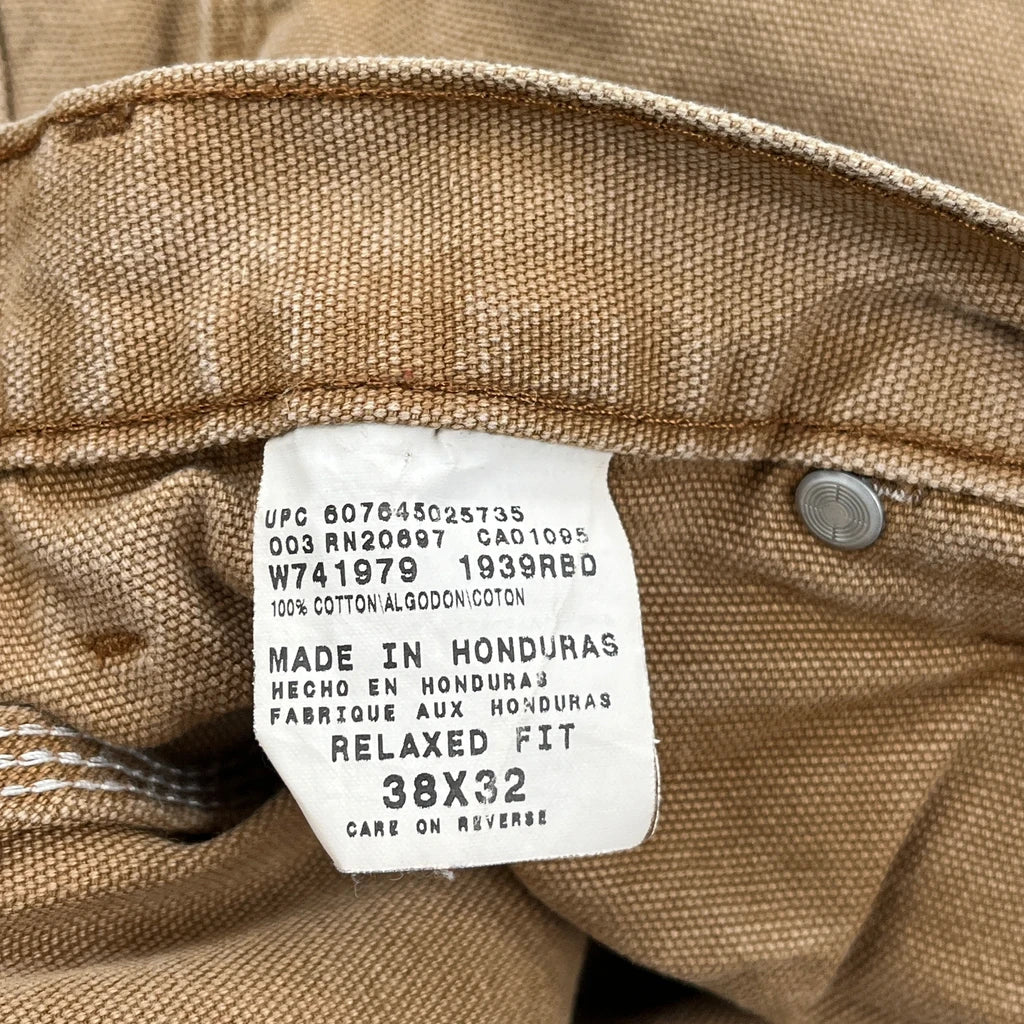 UPC 607645025735
003 RN20697 CA01095
W741979 1939RBD
100% COTTON\ALGODON\COTON
MADE IN HONDURAS
HECHO EN HONDURAS
FABRIQUE AUX HONDURAS
RELAXED FIT
38X32
CARE ON REVERSE